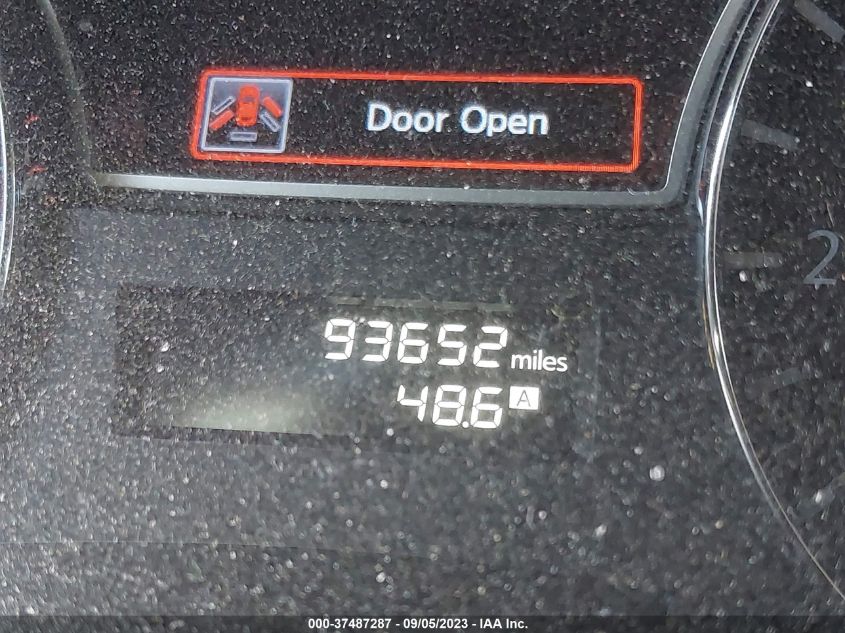 Door Open
2
93652 miles
48.6 A
000-37487287 - 09/05/2023 - IAA Inc.